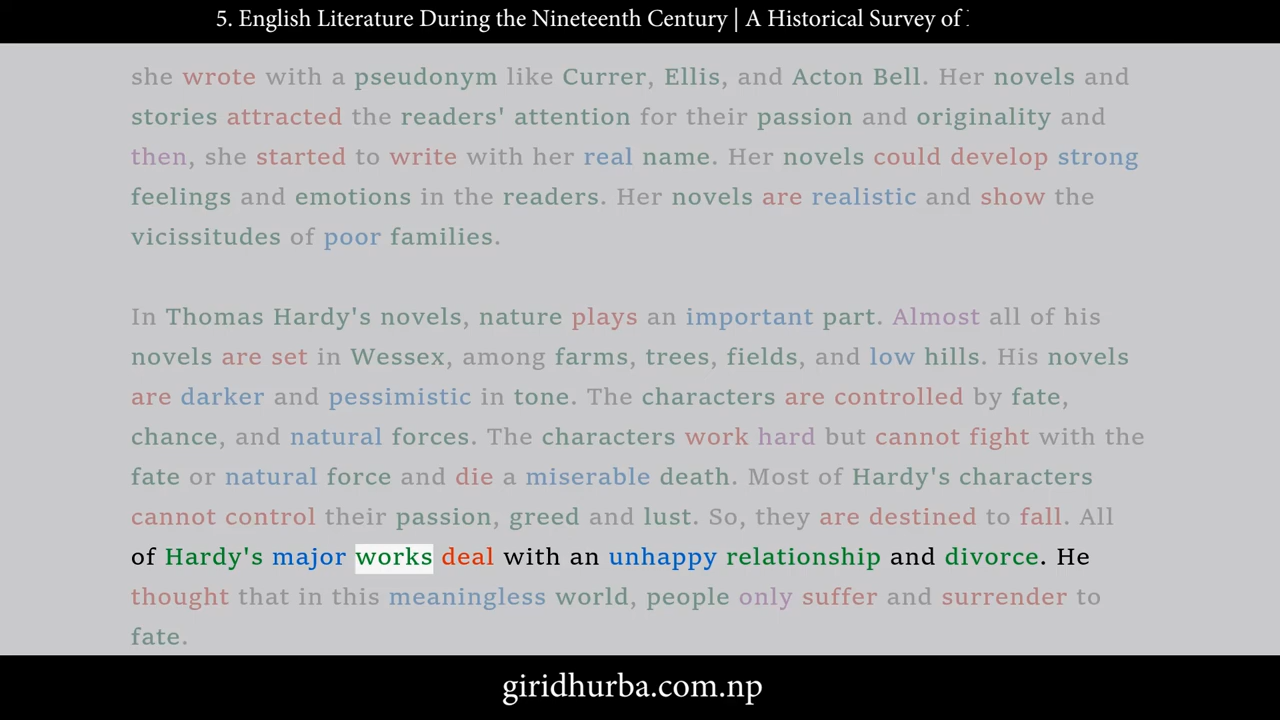 5. English Literature During the Nineteenth Century | A Historical Survey of
she wrote with a pseudonym like Currer, Ellis, and Acton Bell. Her novels and
stories attracted the readers' attention for their passion and originality and
then, she started to write with her real name. Her novels could develop strong
feelings and emotions in the readers. Her novels are realistic and show the
vicissitudes of poor families.
In Thomas Hardy's novels, nature plays an important part. Almost all of his
novels are set in Wessex, among farms, trees, fields, and low hills. His novels
are darker and pessimistic in tone. The characters are controlled by fate,
chance, and natural forces. The characters work hard but cannot fight with the
fate or natural force and die a miserable death. Most of Hardy's characters
cannot control their passion, greed and lust. So, they are destined to fall. All
of Hardy's major works deal with an unhappy relationship and divorce. He
thought that in this meaningless world, people only suffer and surrender to
fate.
giridhurba.com.np